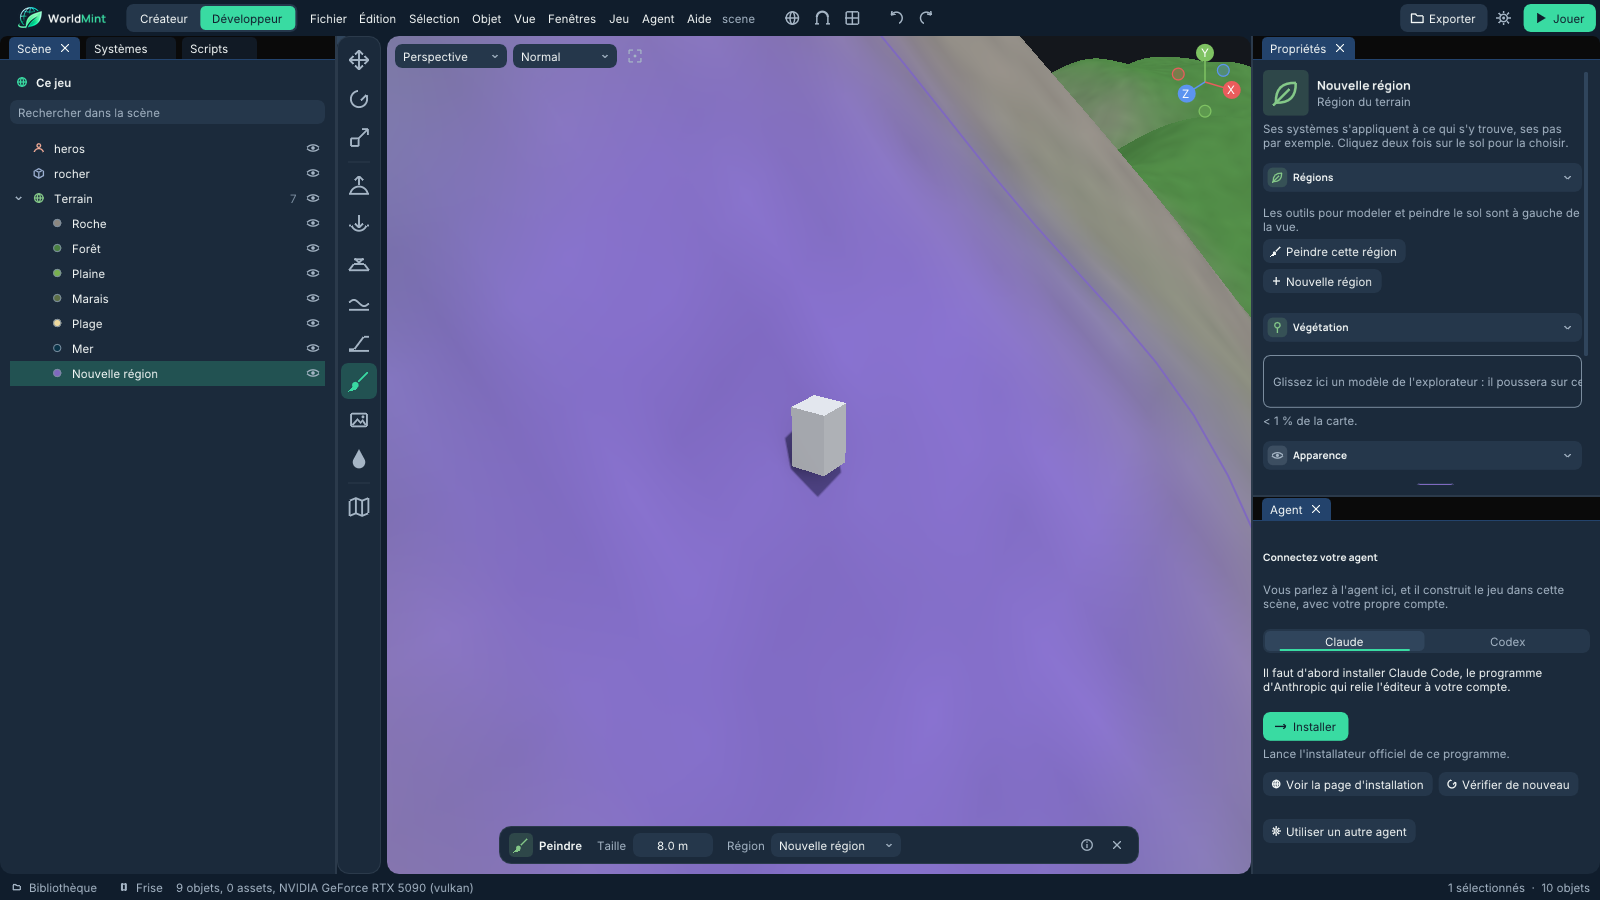 WorldMint
Créateur
Développeur
Fichier Édition Sélection Objet Vue Fenêtres Jeu Agent Aide scene
Exporter
Jouer
Scène
Systèmes
Scripts
Ce jeu
Rechercher dans la scène
heros
rocher
Terrain 7
Roche
Forêt
Plaine
Marais
Plage
Mer
Nouvelle région
Perspective
Normal
Y
X
Z
Peindre Taille 8.0 m Région Nouvelle région
Propriétés
Nouvelle région
Région du terrain
Ses systèmes s'appliquent à ce qui s'y trouve, ses pas
par exemple. Cliquez deux fois sur le sol pour la choisir.
Régions
Les outils pour modeler et peindre le sol sont à gauche de
la vue.
Peindre cette région
+ Nouvelle région
Végétation
Glissez ici un modèle de l'explorateur : il poussera sur ce
< 1 % de la carte.
Apparence
Agent
Connectez votre agent
Vous parlez à l'agent ici, et il construit le jeu dans cette
scène, avec votre propre compte.
Claude
Codex
Il faut d'abord installer Claude Code, le programme
d'Anthropic qui relie l'éditeur à votre compte.
→ Installer
Lance l'installateur officiel de ce programme.
Voir la page d'installation
Vérifier de nouveau
Utiliser un autre agent
Bibliothèque
Frise
9 objets, 0 assets, NVIDIA GeForce RTX 5090 (vulkan)
1 sélectionnés · 10 objets